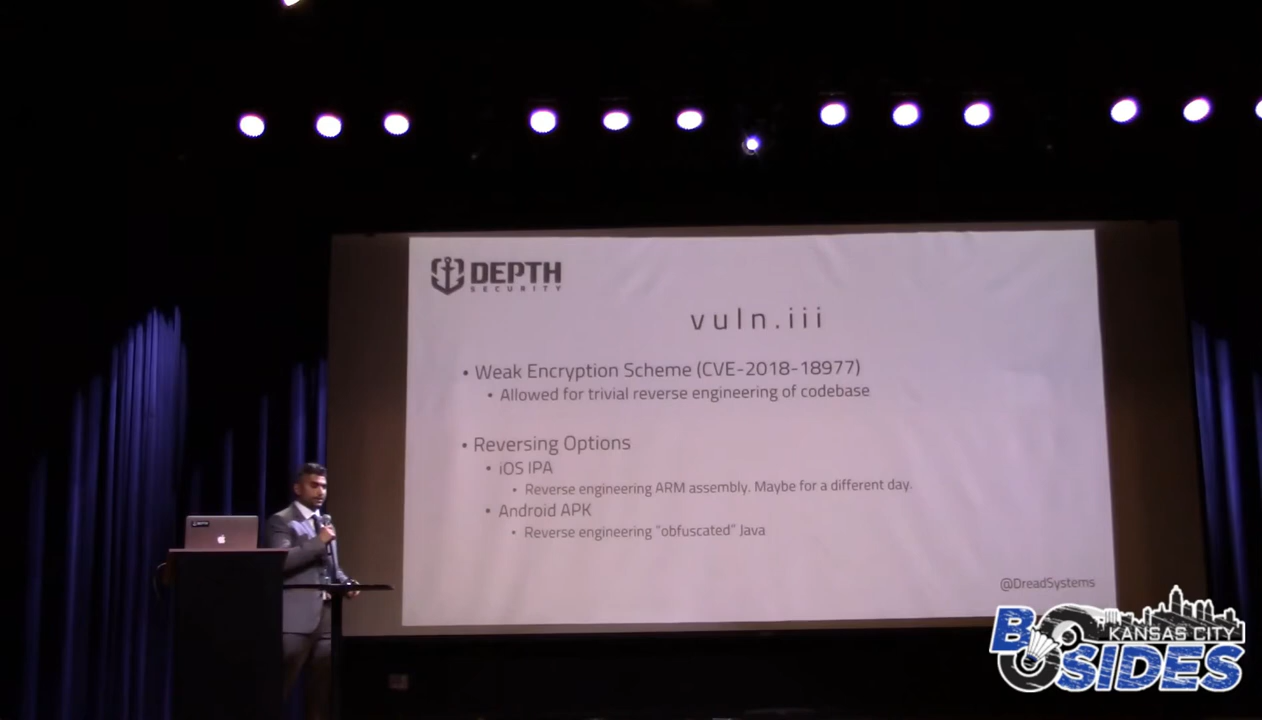 DEPTH
SECURITY
vuln.iii
• Weak Encryption Scheme (CVE-2018-18977)
• Allowed for trivial reverse engineering of codebase
• Reversing Options
• iOS IPA
• Reverse engineering ARM assembly. Maybe for a different day.
• Android APK
• Reverse engineering “obfuscated” Java
@DreadSystems
KANSAS CITY
BSIDES